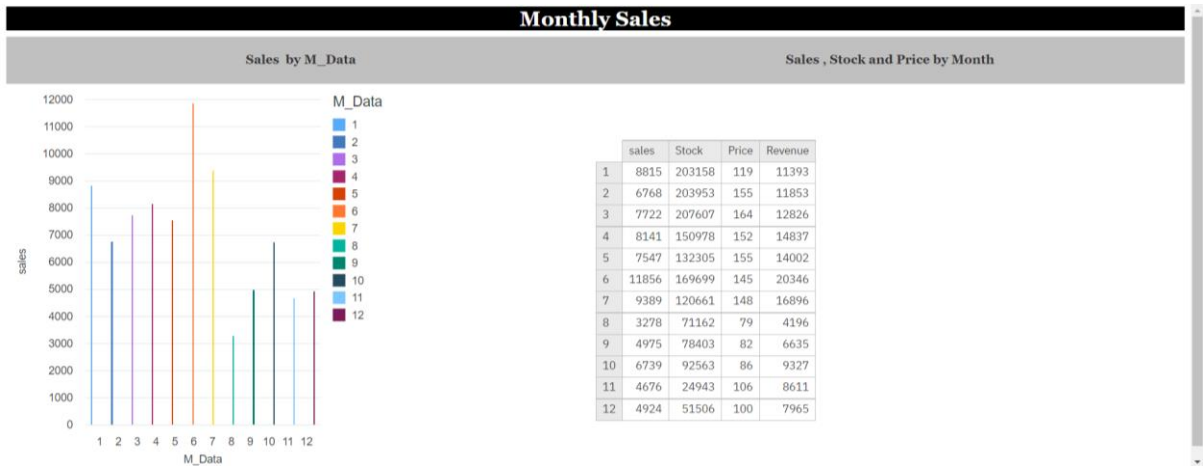 Monthly Sales
Sales by M_Data
Sales , Stock and Price by Month
12000
11000
10000
9000
8000
7000
6000
5000
4000
3000
2000
1000
0
sales
1 2 3 4 5 6 7 8 9 10 11 12
M_Data
M_Data
1
2
3
4
5
6
7
8
9
10
11
12
sales Stock Price Revenue
1 8815 203158 119 11393
2 6768 203953 155 11853
3 7722 207607 164 12826
4 8141 150978 152 14837
5 7547 132305 155 14002
6 11856 169699 145 20346
7 9389 120661 148 16896
8 3278 71162 79 4196
9 4975 78403 82 6635
10 6739 92563 86 9327
11 4676 24943 106 8611
12 4924 51506 100 7965